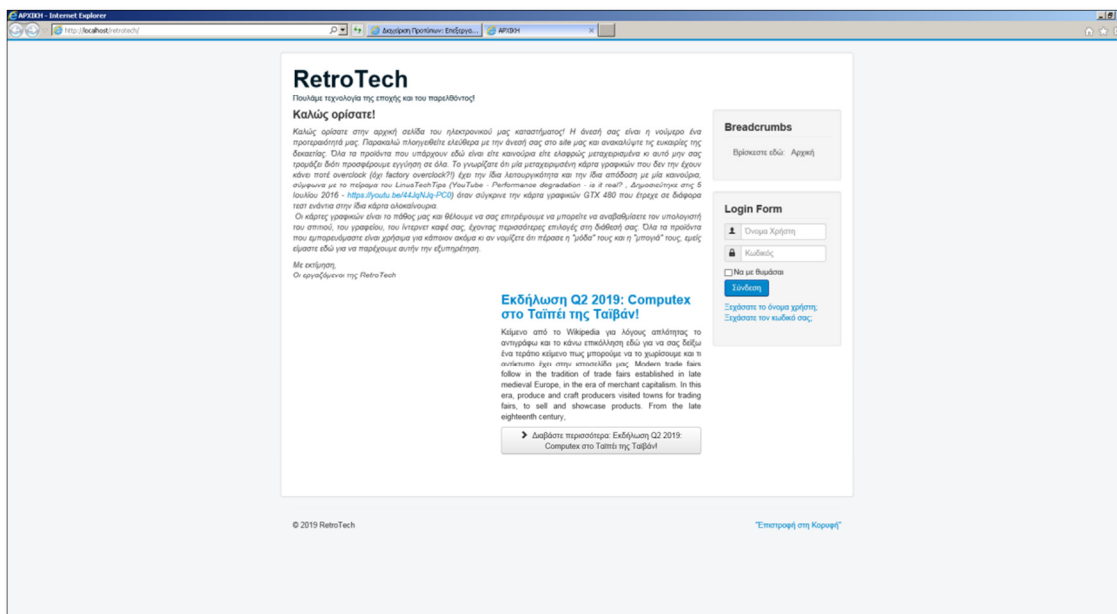 ΑΡΧΙΚΗ - Internet Explorer
http://localhost/retrotech/
Διαχείριση Προτύπων: Επεξεργα...
ΑΡΧΙΚΗ
RetroTech
Πουλάμε τεχνολογία της εποχής και του παρελθόντος!
Καλώς ορίσατε!
Καλώς ορίσατε στην αρχική σελίδα του ηλεκτρονικού μας καταστήματος! Η άνεσή σας είναι η νούμερο ένα
προτεραιότητά μας. Παρακαλώ πλοηγεθείτε ελεύθερα με την άνεσή σας στο site μας και ανακαλύψτε τις ευκαιρίες της
δεκαετίας. Όλα τα προϊόντα που υπάρχουν εδώ είναι είτε καινούρια είτε ελαφρώς μεταχειρισμένα κι αυτό μην σας
τρομάζει διότι προσφέρουμε εγγύηση σε όλα. Το γνωρίζατε ότι μία μεταχειρισμένη κάρτα γραφικών που δεν την έχουν
κάνει ποτέ overclock (όχι factory overclock?!) έχει την ίδια λειτουργικότητα και την ίδια απόδοση με μία καινούρια,
σύμφωνα με το πείραμα του LinusTechTips (YouTube - Performance degradation - is it real? , Δημοσιεύτηκε στις 5
Ιουλίου 2016 - https://youtu.be/44JqNJq-PC0) όταν σύγκρινε την κάρτα γραφικών GTX 480 που έτρεχε σε διάφορα
τεστ ενάντια στην ίδια κάρτα ολοκαίνουρια.
Οι κάρτες γραφικών είναι το πάθος μας και θέλουμε να σας επιτρέψουμε να μπορείτε να αναβαθμίσετε τον υπολογιστή
του σπιτιού, του γραφείου, του ίντερνετ καφέ σας, έχοντας περισσότερες επιλογές στη διάθεσή σας. Όλα τα προϊόντα
που εμπορευόμαστε είναι χρήσιμα για κάποιον ακόμα κι αν νομίζετε ότι πέρασε η "μόδα" τους και η "μπογιά" τους, εμείς
είμαστε εδώ για να παρέχουμε αυτήν την εξυπηρέτηση.
Με εκτίμηση,
Οι εργαζόμενοι της RetroTech
Εκδήλωση Q2 2019: Computex
στο Ταϊπέι της Ταϊβάν!
Κείμενο από το Wikipedia για λόγους απλότητας το
αντιγράφω και το κάνω επικόλληση εδώ για να σας δείξω
ένα τεράτιο κείμενο πως μπορούμε να το χωρίσουμε και τι
αντίκτυπο έχει στην ιστοσελίδα μας. Modern trade fairs
follow in the tradition of trade fairs established in late
medieval Europe, in the era of merchant capitalism. In this
era, produce and craft producers visited towns for trading
fairs, to sell and showcase products. From the late
eighteenth century,
Διαβάστε περισσότερα: Εκδήλωση Q2 2019:
Computex στο Ταϊπέι της Ταϊβάν!
Breadcrumbs
Βρίσκεστε εδώ: Αρχική
Login Form
Όνομα Χρήστη
Κωδικός
Να με θυμάσαι
Σύνδεση
Ξεχάσατε το όνομα χρήστη;
Ξεχάσατε τον κωδικό σας;
© 2019 RetroTech
"Επιστροφή στη Κορυφή"